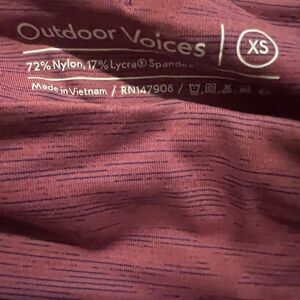 Outdoor Voices | XS
72% Nylon, 17% Lycra® Spandex
Made in Vietnam / RN147908 /